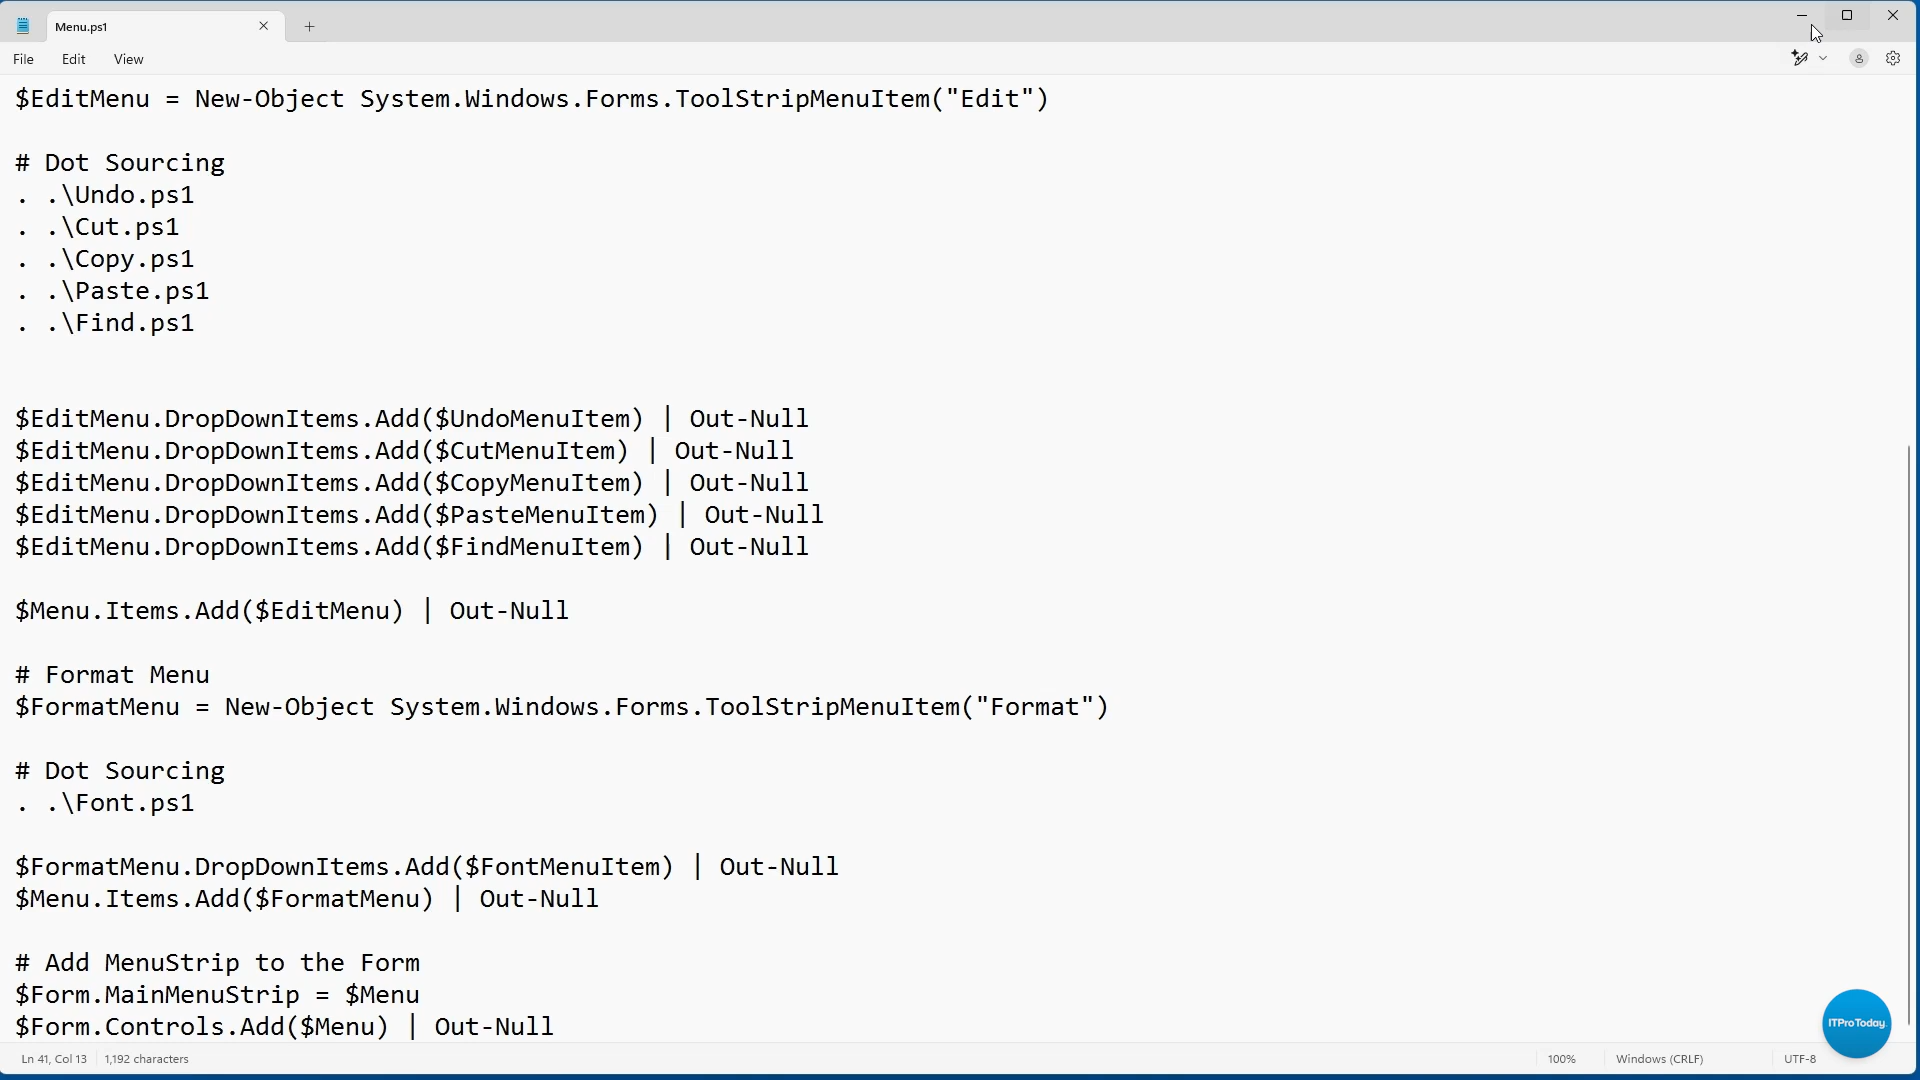 Menu.ps1
File Edit View
$EditMenu = New-Object System.Windows.Forms.ToolStripMenuItem("Edit")
# Dot Sourcing
. .\Undo.ps1
. .\Cut.ps1
. .\Copy.ps1
. .\Paste.ps1
. .\Find.ps1
$EditMenu.DropDownItems.Add($UndoMenuItem) | Out-Null
$EditMenu.DropDownItems.Add($CutMenuItem) | Out-Null
$EditMenu.DropDownItems.Add($CopyMenuItem) | Out-Null
$EditMenu.DropDownItems.Add($PasteMenuItem) | Out-Null
$EditMenu.DropDownItems.Add($FindMenuItem) | Out-Null
$Menu.Items.Add($EditMenu) | Out-Null
# Format Menu
$FormatMenu = New-Object System.Windows.Forms.ToolStripMenuItem("Format")
# Dot Sourcing
. .\Font.ps1
$FormatMenu.DropDownItems.Add($FontMenuItem) | Out-Null
$Menu.Items.Add($FormatMenu) | Out-Null
# Add MenuStrip to the Form
$Form.MainMenuStrip = $Menu
$Form.Controls.Add($Menu) | Out-Null
ITProToday.
Ln 41, Col 13 1,192 characters 100% Windows (CRLF) UTF-8